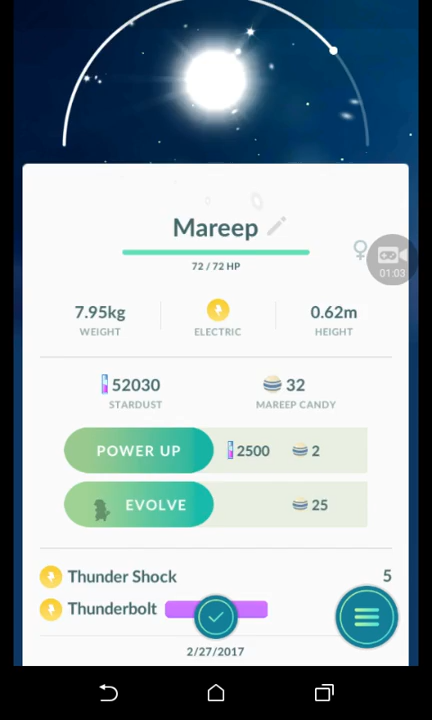 Mareep
72 / 72 HP
01:03
7.95kg
WEIGHT
ELECTRIC
0.62m
HEIGHT
52030
STARDUST
32
MAREEP CANDY
POWER UP 2500 2
EVOLVE 25
Thunder Shock 5
Thunderbolt
2/27/2017